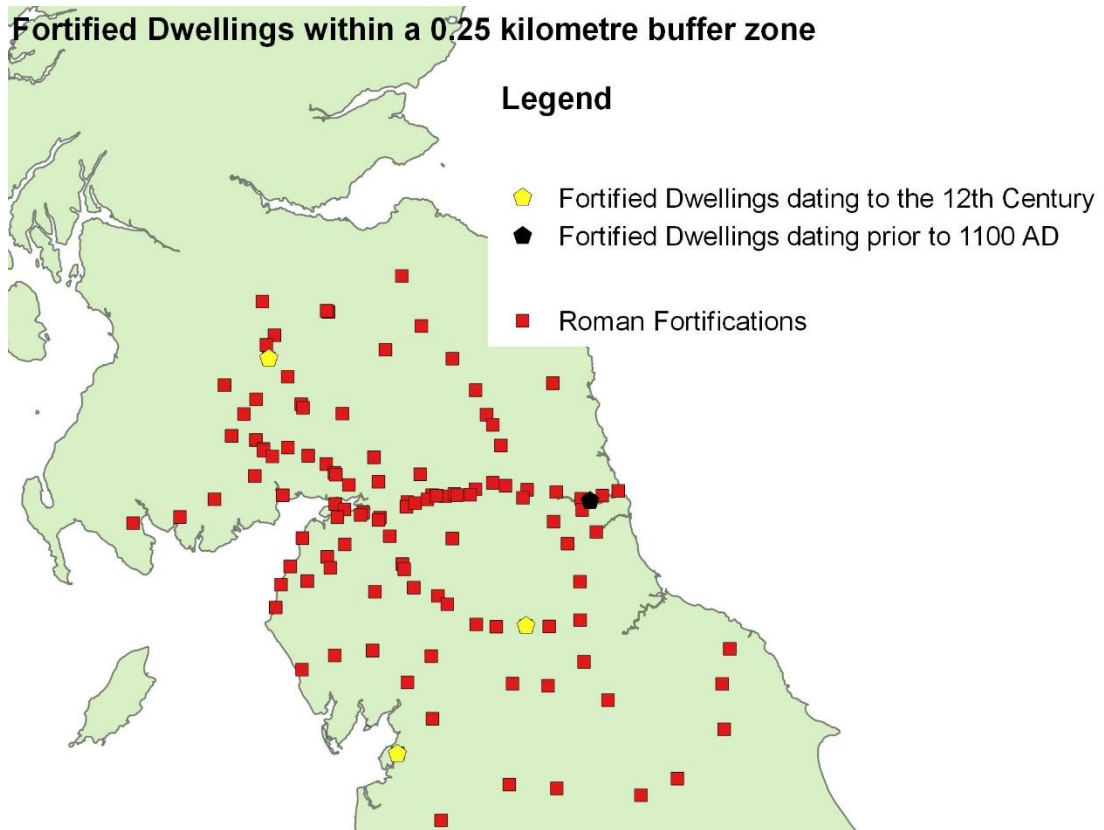 Fortified Dwellings within a 0.25 kilometre buffer zone
Legend
Fortified Dwellings dating to the 12th Century
Fortified Dwellings dating prior to 1100 AD
Roman Fortifications